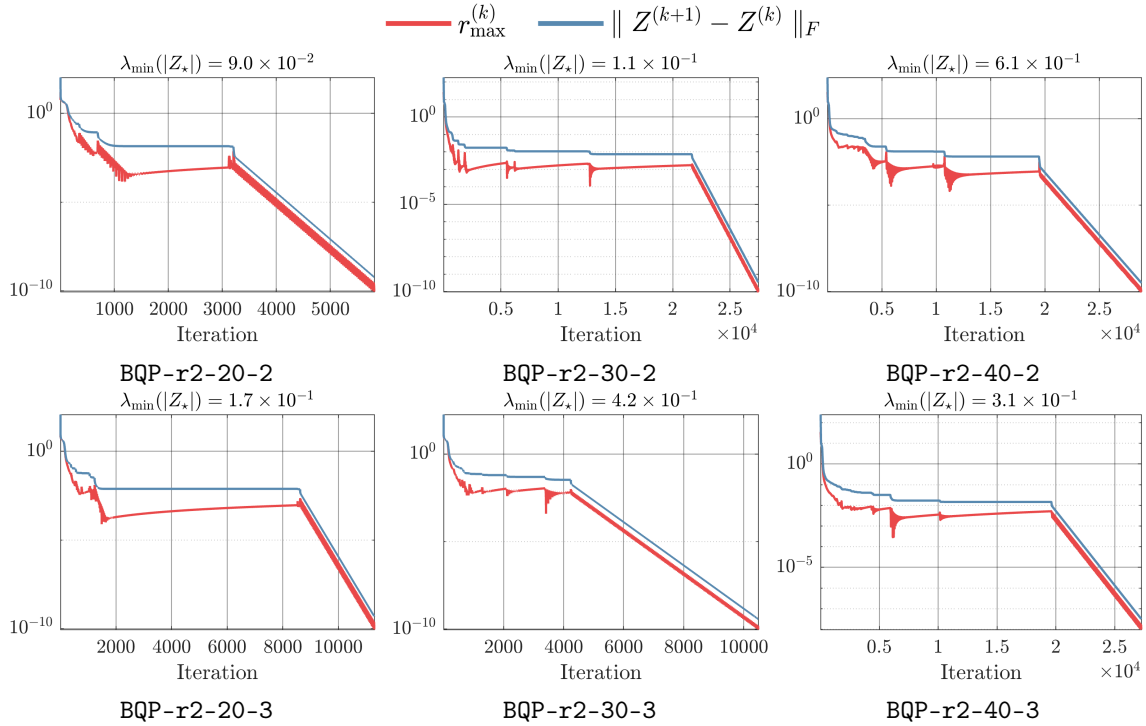 r_max^(k) ‖ Z^(k+1) − Z^(k) ‖_F
λ_min(|Z_⋆|) = 9.0 × 10^−2
10^0
10^−10
1000 2000 3000 4000 5000
Iteration
BQP-r2-20-2
λ_min(|Z_⋆|) = 1.1 × 10^−1
10^0
10^−5
10^−10
0.5 1 1.5 2 2.5
×10^4
Iteration
BQP-r2-30-2
λ_min(|Z_⋆|) = 6.1 × 10^−1
10^0
10^−10
0.5 1 1.5 2 2.5
×10^4
Iteration
BQP-r2-40-2
λ_min(|Z_⋆|) = 1.7 × 10^−1
10^0
10^−10
2000 4000 6000 8000 10000
Iteration
BQP-r2-20-3
λ_min(|Z_⋆|) = 4.2 × 10^−1
10^0
10^−10
2000 4000 6000 8000 10000
Iteration
BQP-r2-30-3
λ_min(|Z_⋆|) = 3.1 × 10^−1
10^0
10^−5
0.5 1 1.5 2 2.5
×10^4
Iteration
BQP-r2-40-3